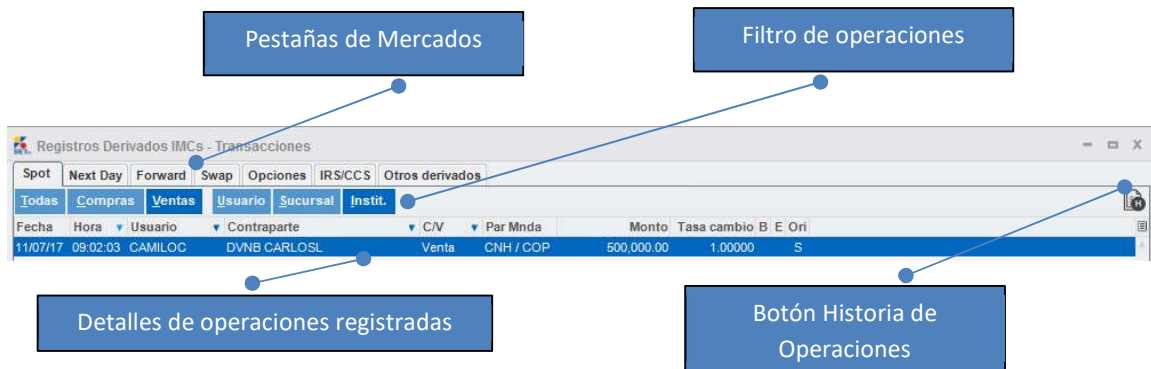 Pestañas de Mercados
Filtro de operaciones
Registros Derivados IMCs - Transacciones
Spot Next Day Forward Swap Opciones IRS/CCS Otros derivados
Todas Compras Ventas Usuario Sucursal Instit.
H
Fecha Hora Usuario Contraparte C/V Par Mnda Monto Tasa cambio B E Ori
11/07/17 09:02:03 CAMILOC DVNB CARLOSL Venta CNH / COP 500,000.00 1.00000 S
Detalles de operaciones registradas
Botón Historia de
Operaciones